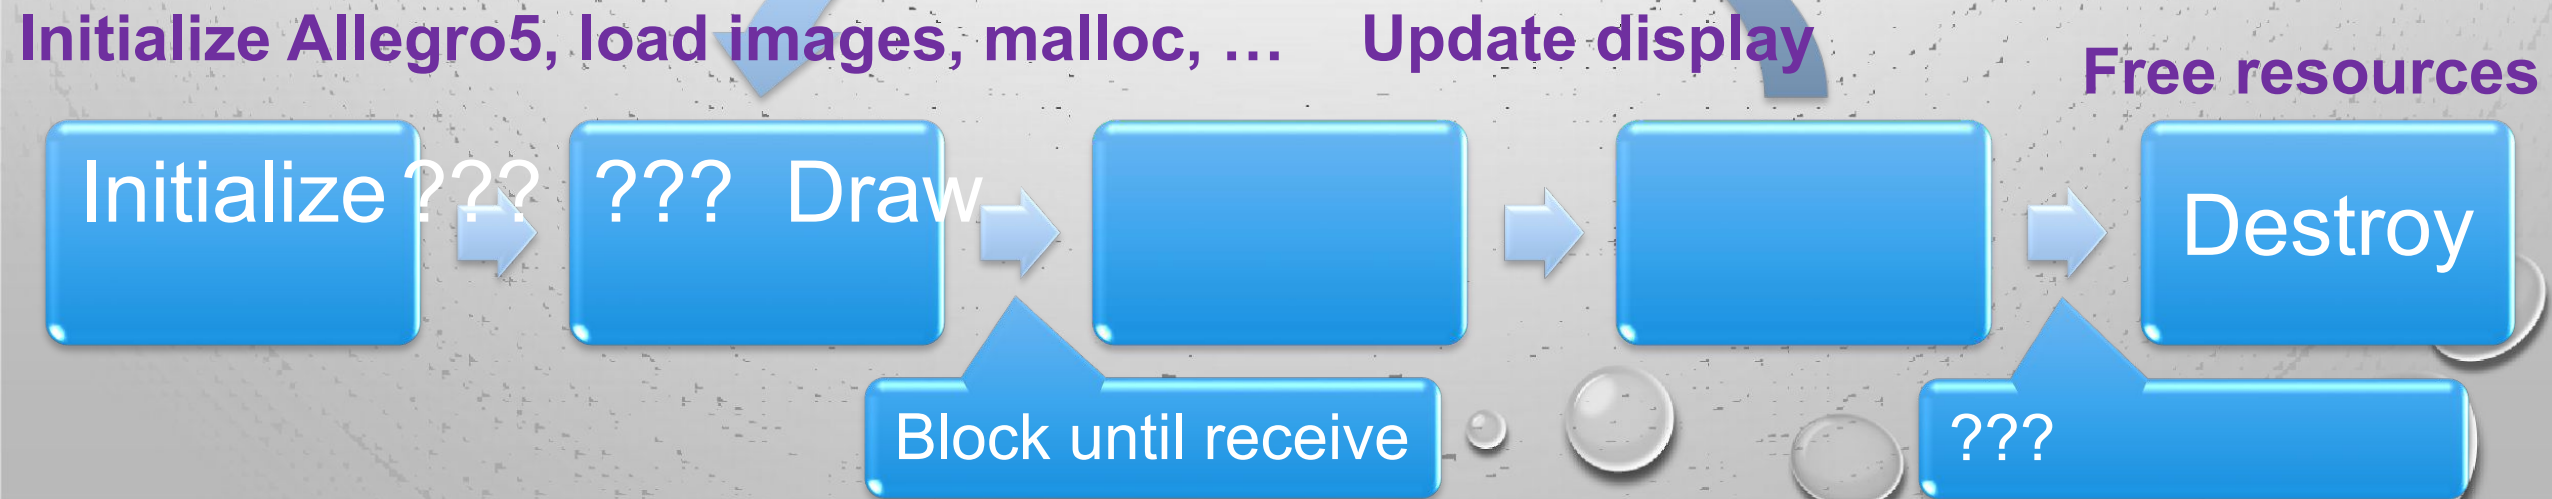 Initialize Allegro5, load images, malloc, … Update display
Free resources
Initialize ??? ??? Draw
Destroy
Block until receive
???